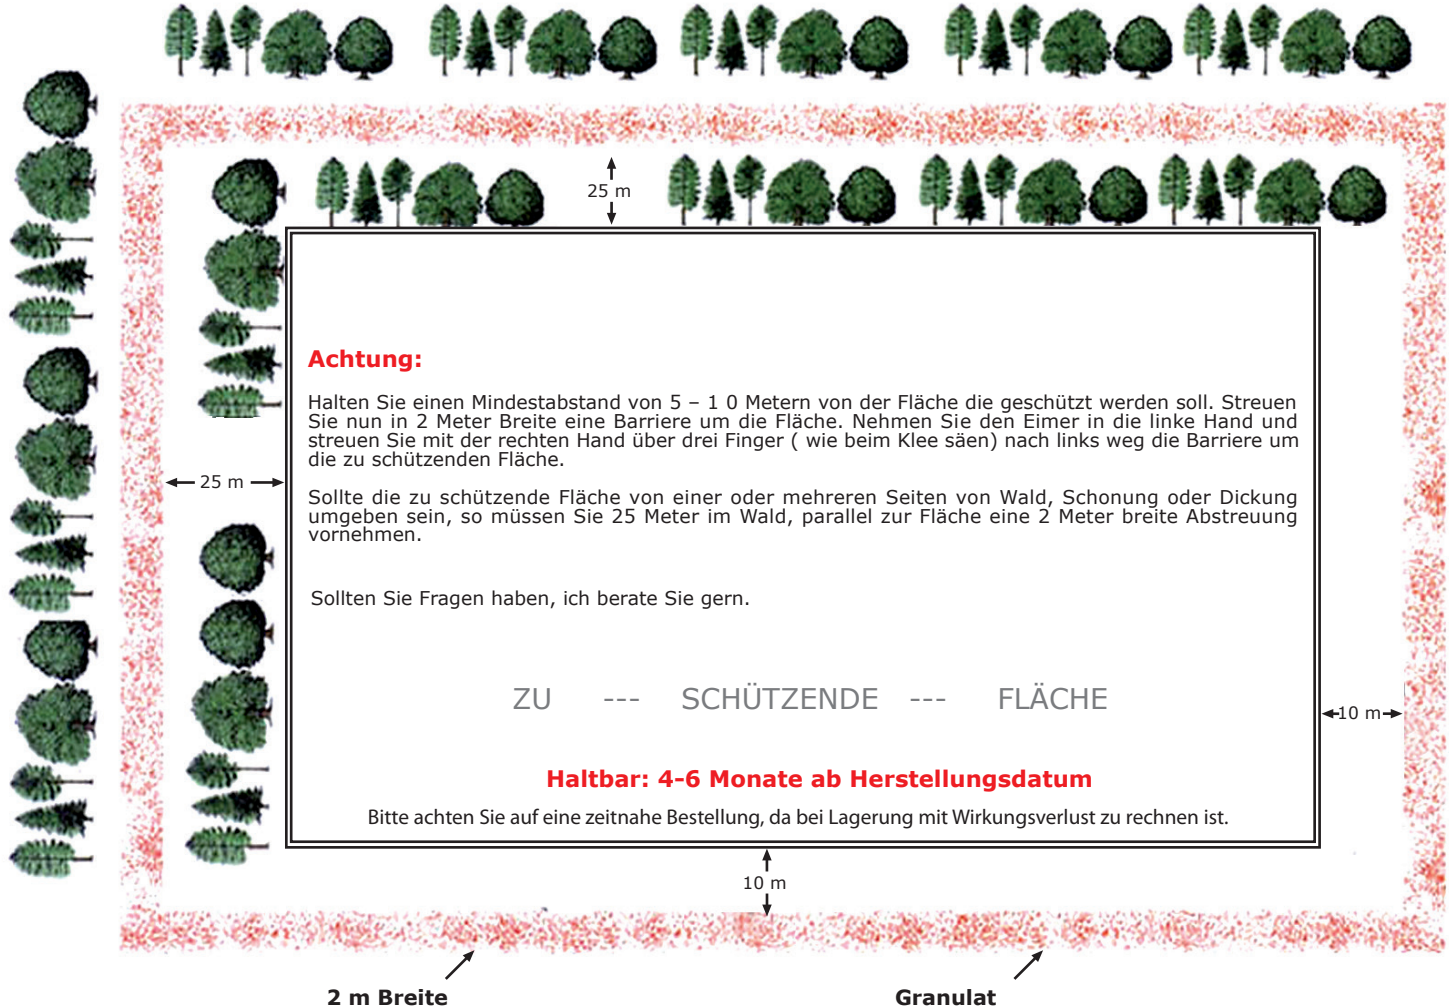 25 m
Achtung:
Halten Sie einen Mindestabstand von 5 – 1 0 Metern von der Fläche die geschützt werden soll. Streuen
Sie nun in 2 Meter Breite eine Barriere um die Fläche. Nehmen Sie den Eimer in die linke Hand und
streuen Sie mit der rechten Hand über drei Finger ( wie beim Klee säen) nach links weg die Barriere um
die zu schützenden Fläche.
25 m
Sollte die zu schützende Fläche von einer oder mehreren Seiten von Wald, Schonung oder Dickung
umgeben sein, so müssen Sie 25 Meter im Wald, parallel zur Fläche eine 2 Meter breite Abstreuung
vornehmen.
Sollten Sie Fragen haben, ich berate Sie gern.
ZU --- SCHÜTZENDE --- FLÄCHE
10 m
Haltbar: 4-6 Monate ab Herstellungsdatum
Bitte achten Sie auf eine zeitnahe Bestellung, da bei Lagerung mit Wirkungsverlust zu rechnen ist.
10 m
2 m Breite
Granulat